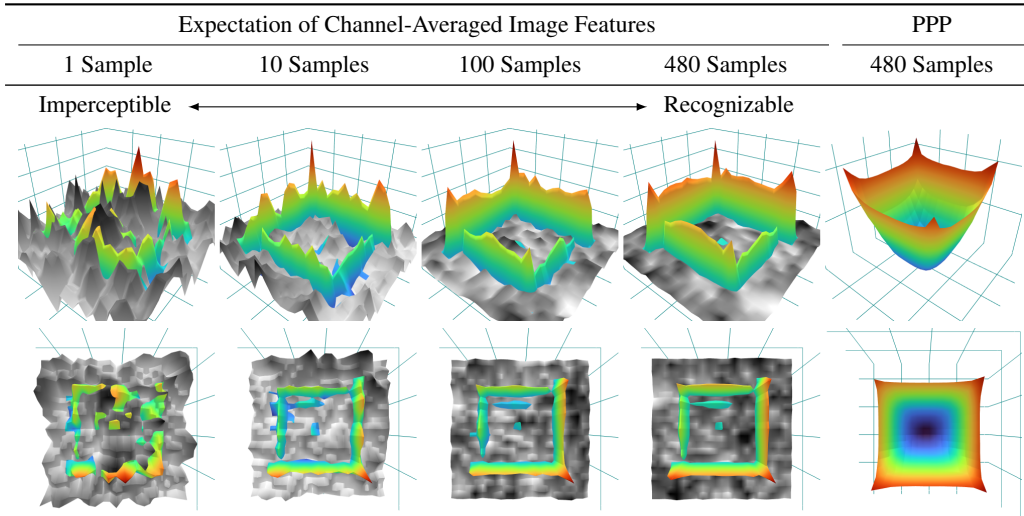 Expectation of Channel-Averaged Image Features PPP
1 Sample 10 Samples 100 Samples 480 Samples 480 Samples
Imperceptible Recognizable